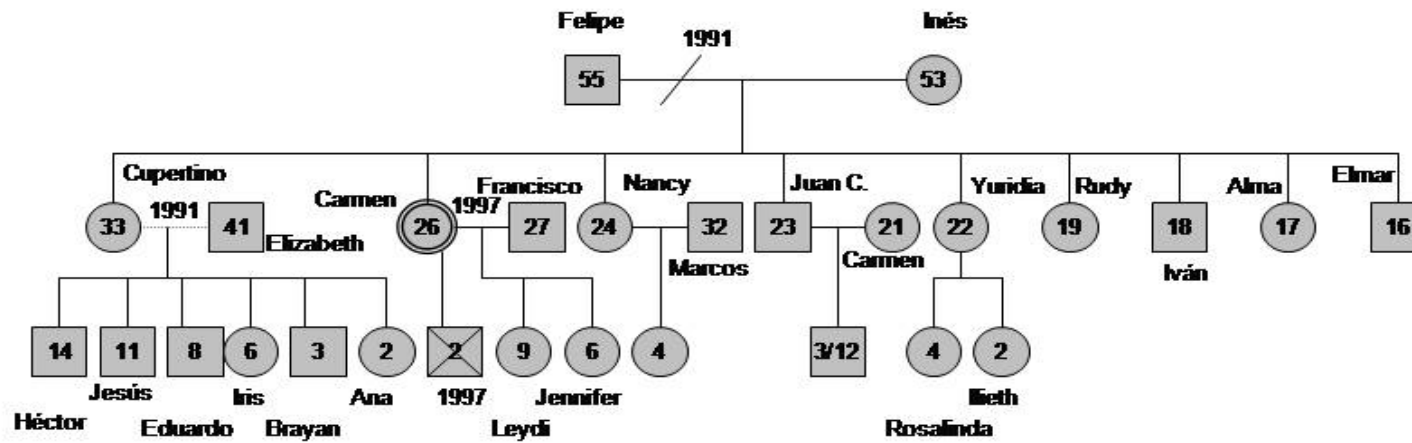 Felipe
Inés
1991
55
53
Cupertino
Carmen
Francisco
Nancy
Juan C.
Yuridia
Rudy
Alma
Elmar
1991
1997
33
41
26
27
24
32
23
21
22
19
18
17
16
Elizabeth
Marcos
Carmen
Iván
14
11
8
6
3
2
2
9
6
4
3/12
4
2
Héctor
Jesús
Eduardo
Iris
Brayan
Ana
1997
Leydi
Jennifer
Rosalinda
Ilieth